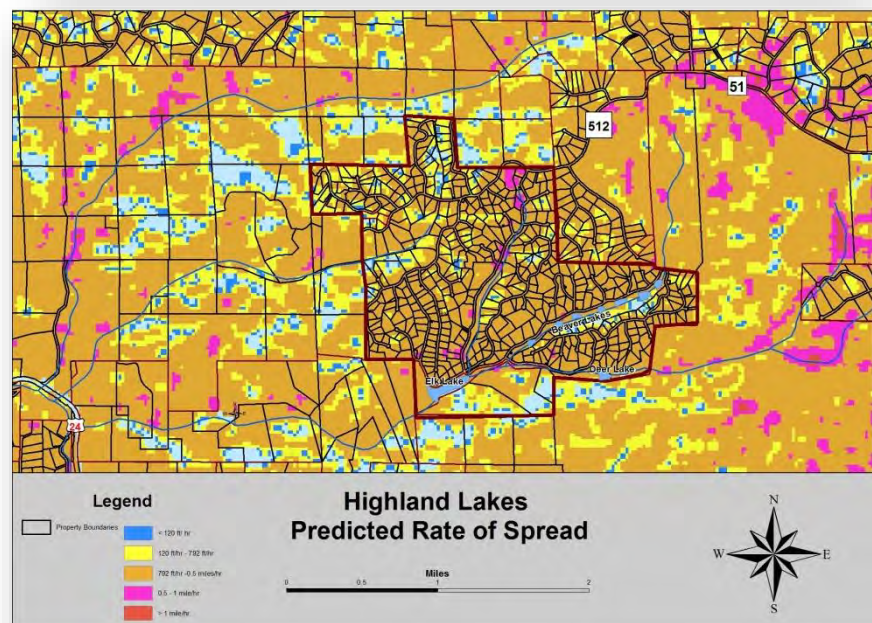 51
512
Beaver Lakes
Deer Lake
Elk Lake
24
Legend
Property Boundaries
< 120 ft/ hr
120 ft/hr - 792 ft/hr
792 ft/hr -0.5 miles/hr
0.5 - 1 mile/hr
> 1 mile/hr
Highland Lakes
Predicted Rate of Spread
Miles
0 0.5 1 2
N
W E
S